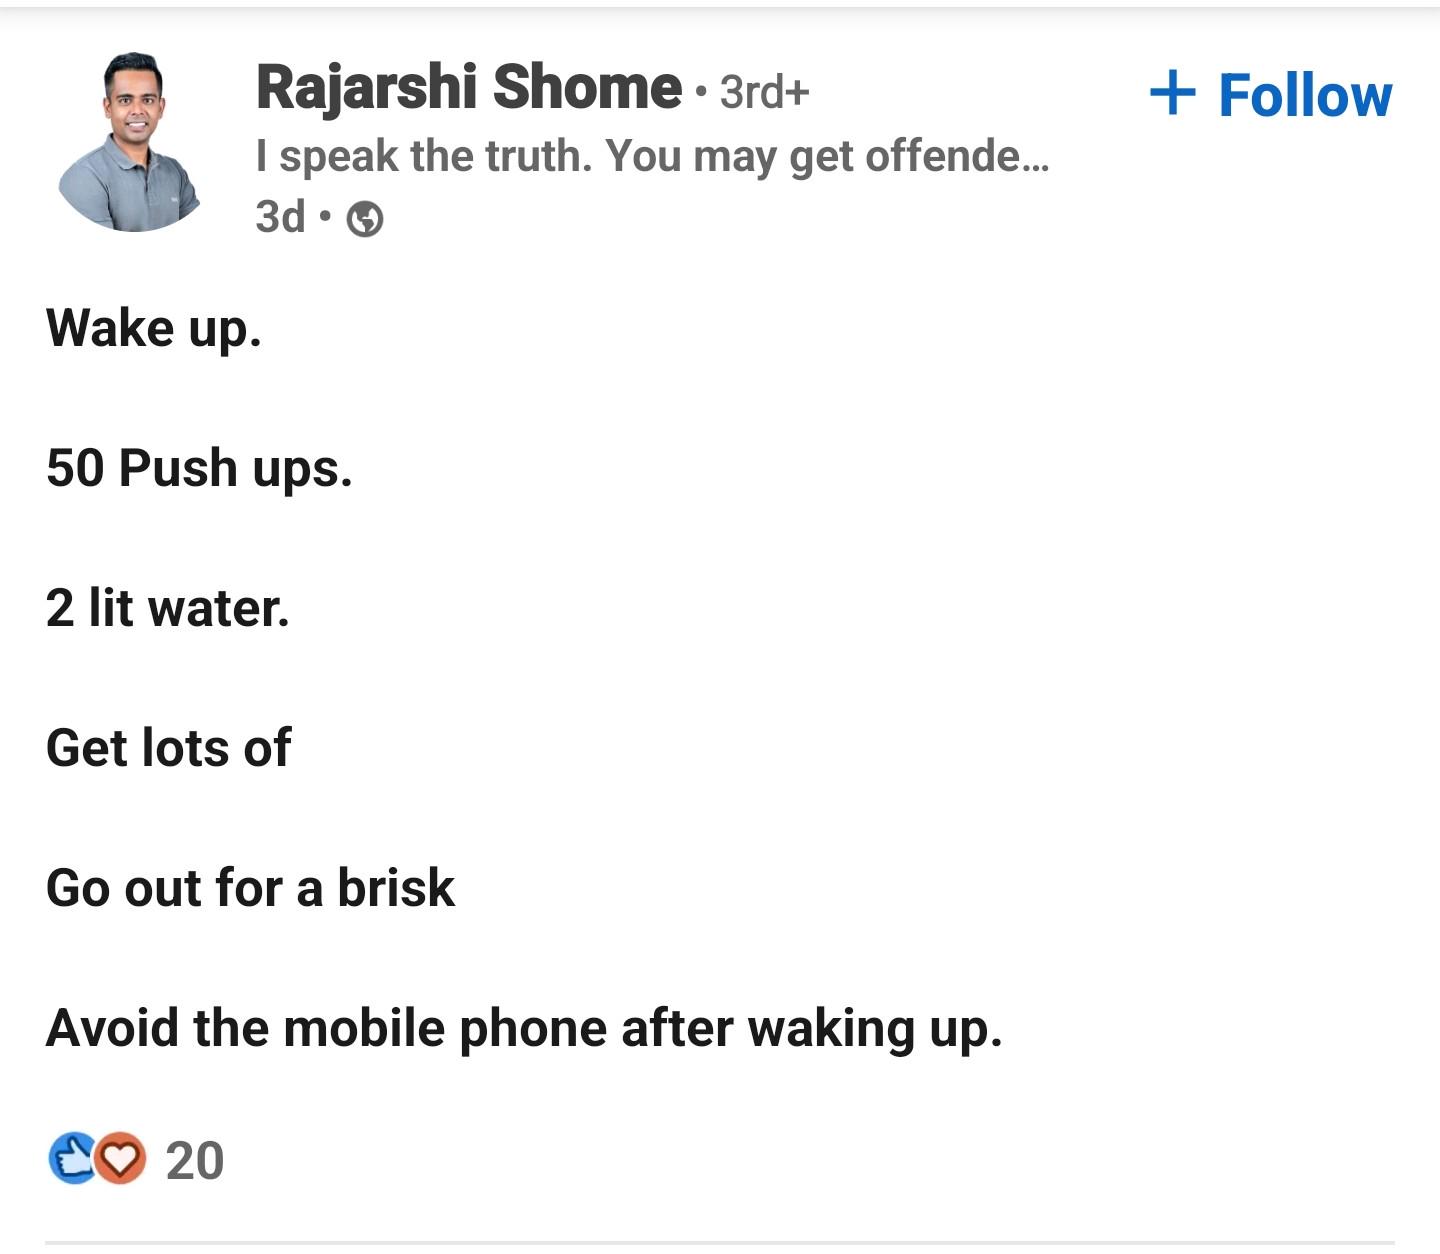 Rajarshi Shome • 3rd+
+ Follow
I speak the truth. You may get offende...
3d •
Wake up.
50 Push ups.
2 lit water.
Get lots of
Go out for a brisk
Avoid the mobile phone after waking up.
20